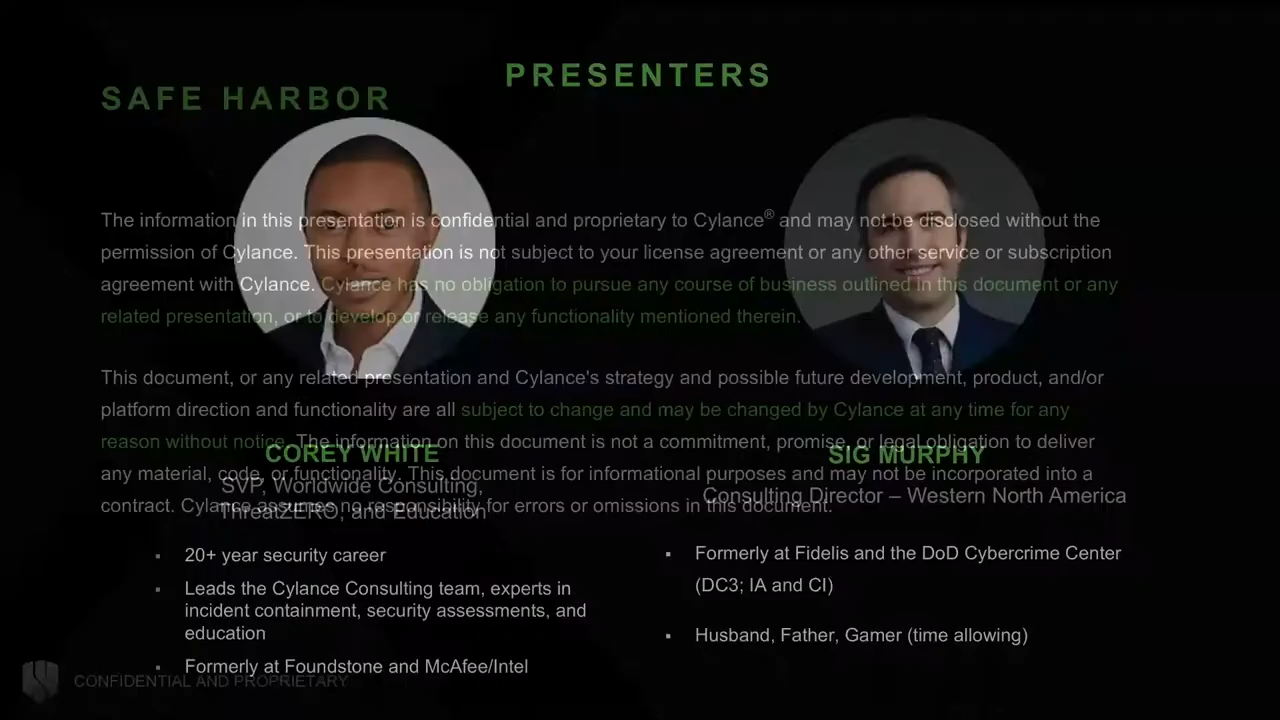 PRESENTERS
SAFE HARBOR
The information in this presentation is confidential and proprietary to Cylance® and may not be disclosed without the
permission of Cylance. This presentation is not subject to your license agreement or any other service or subscription
agreement with Cylance. Cylance has no obligation to pursue any course of business outlined in this document or any
related presentation, or to develop or release any functionality mentioned therein.
This document, or any related presentation and Cylance's strategy and possible future development, product, and/or
platform direction and functionality are all subject to change and may be changed by Cylance at any time for any
reason without notice. The information on this document is not a commitment, promise, or legal obligation to deliver
any material, code, or functionality. This document is for informational purposes and may not be incorporated into a
contract. Cylance assumes no responsibility for errors or omissions in this document.
COREY WHITE
SVP, Worldwide Consulting,
ThreatZERO, and Education
▪ 20+ year security career
▪ Leads the Cylance Consulting team, experts in
incident containment, security assessments, and
education
▪ Formerly at Foundstone and McAfee/Intel
SIG MURPHY
Consulting Director – Western North America
▪ Formerly at Fidelis and the DoD Cybercrime Center
(DC3; IA and CI)
▪ Husband, Father, Gamer (time allowing)
CONFIDENTIAL AND PROPRIETARY